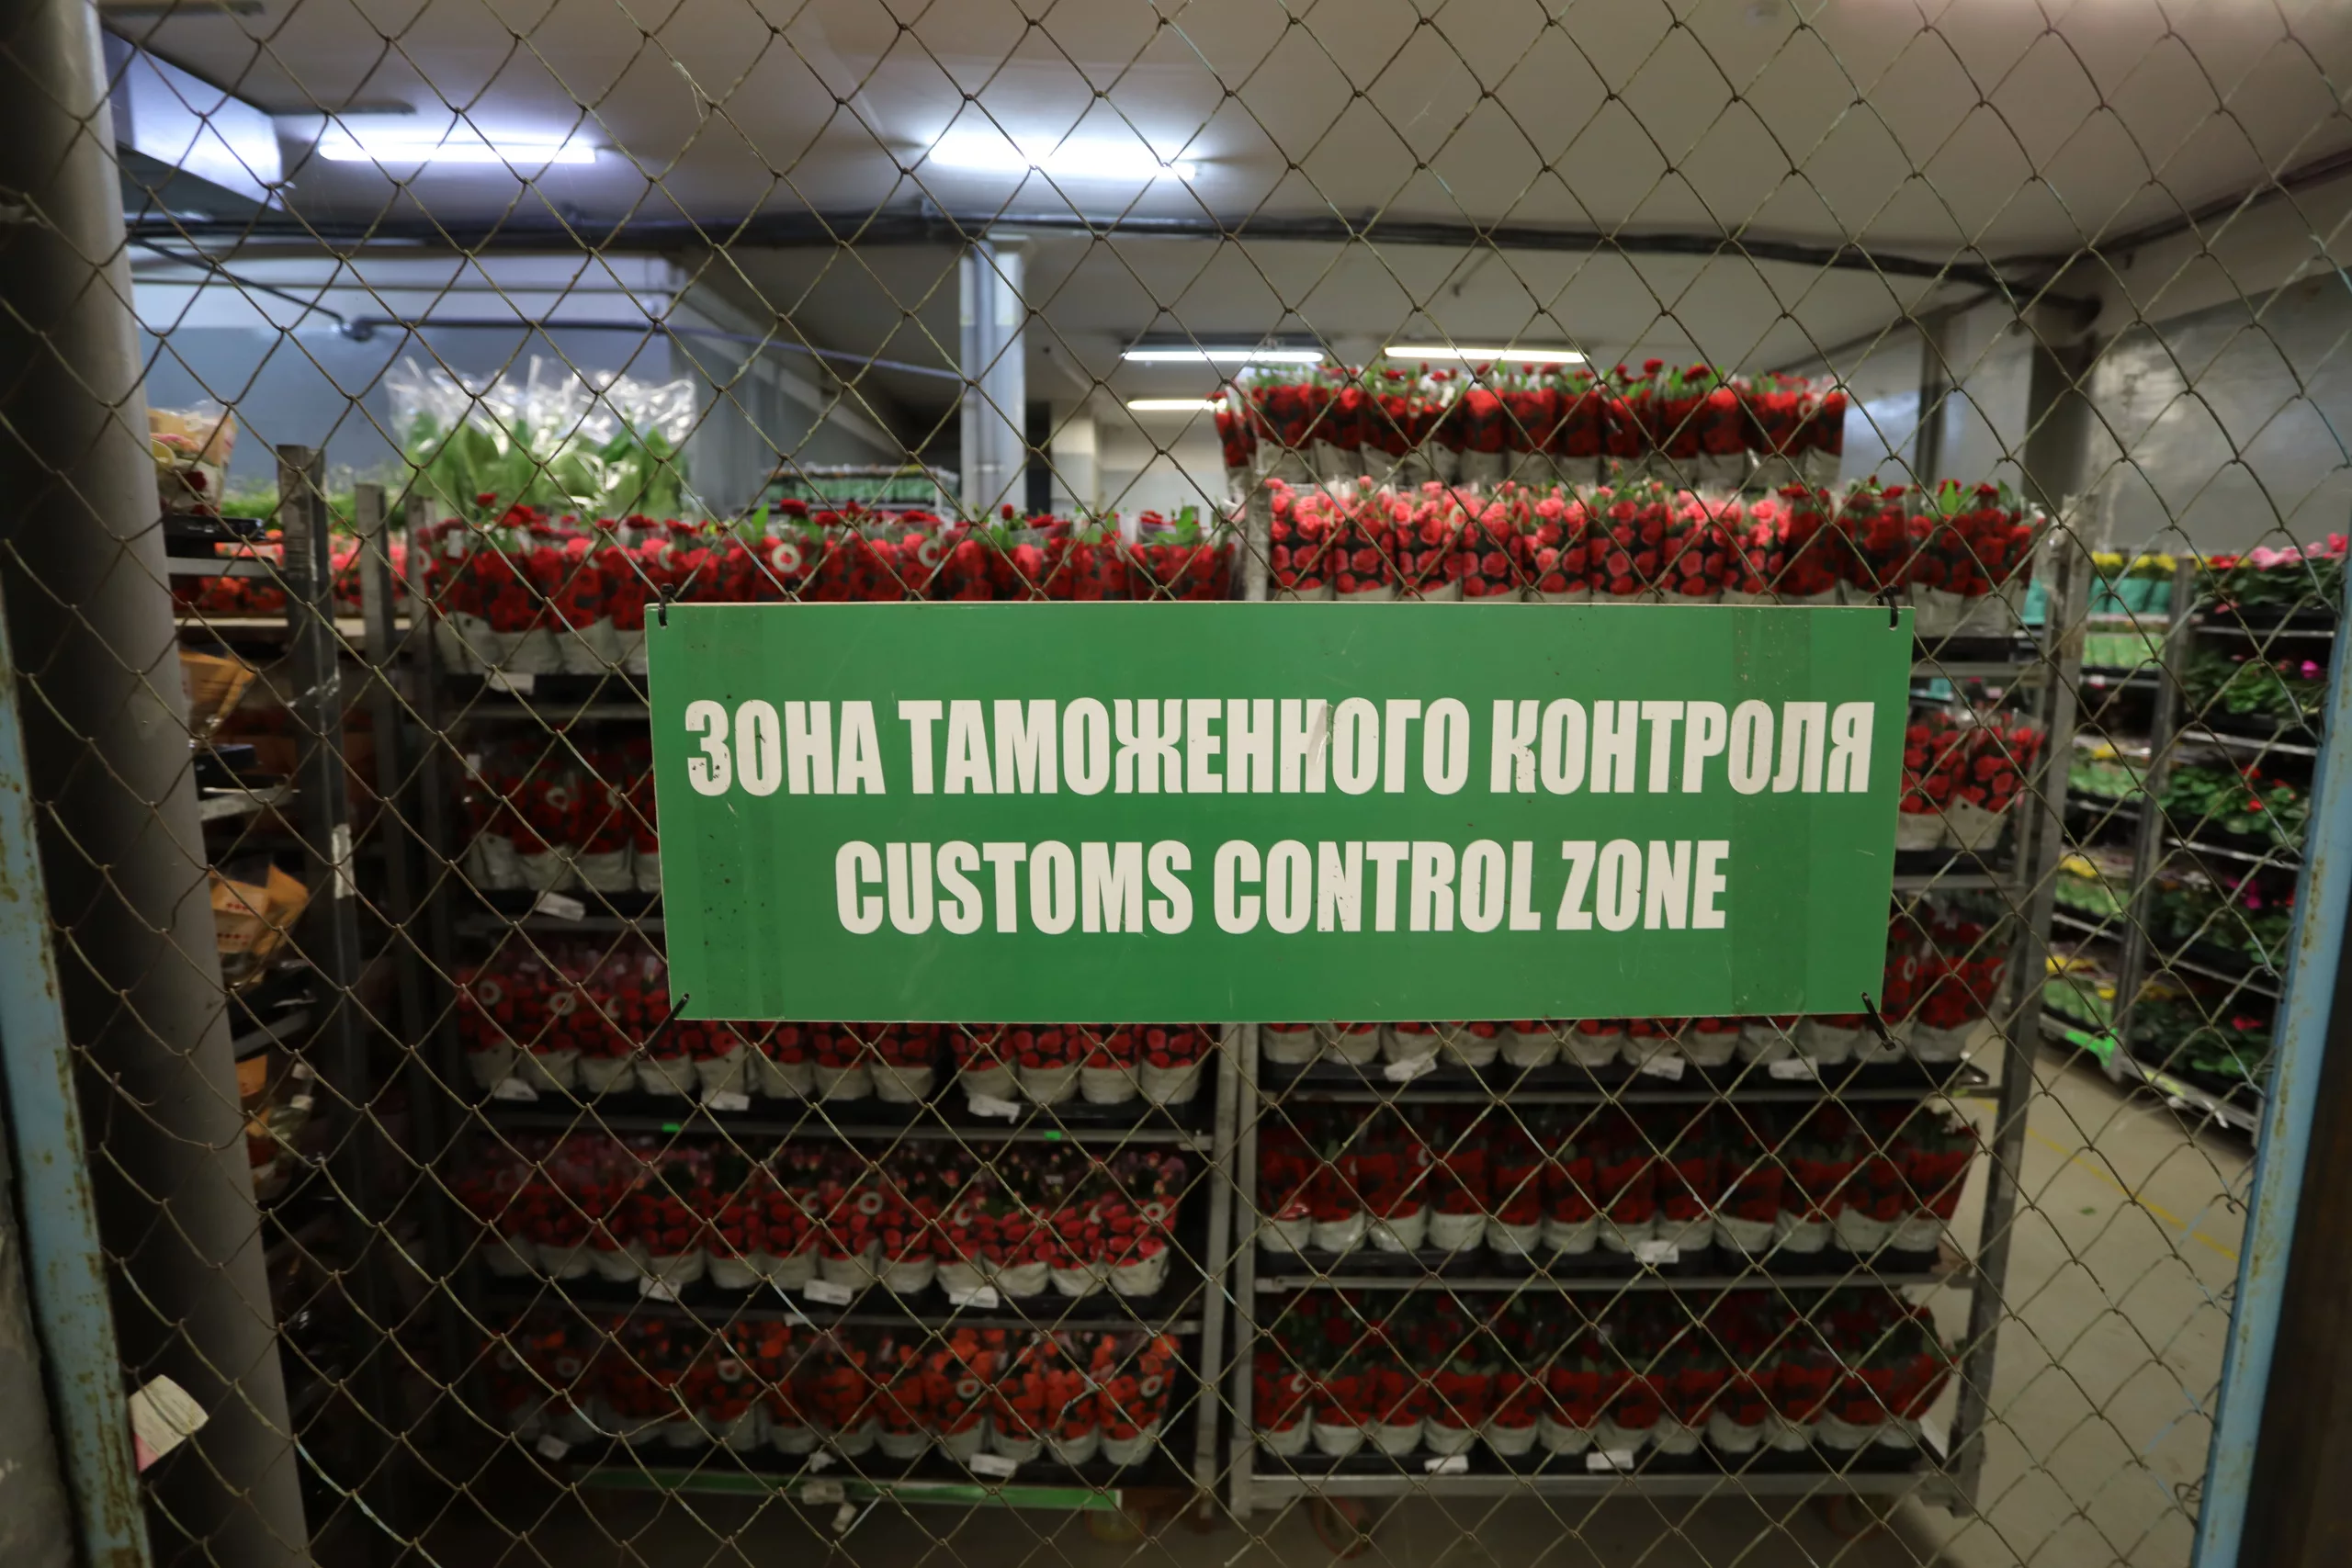 ЗОНА ТАМОЖЕННОГО КОНТРОЛЯ
CUSTOMS CONTROL ZONE